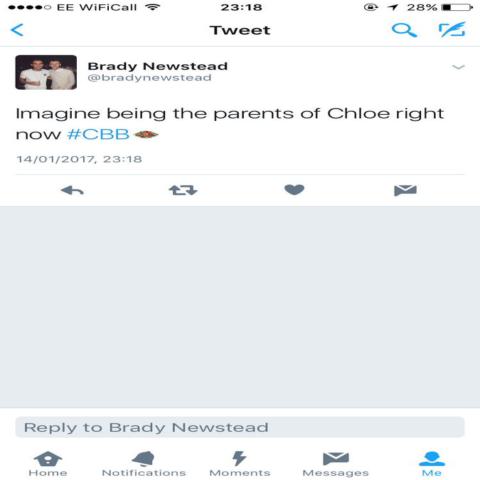 EE WiFiCall 23:18 28%
Tweet
Brady Newstead
@bradynewstead
Imagine being the parents of Chloe right
now #CBB
14/01/2017, 23:18
Reply to Brady Newstead
Home Notifications Moments Messages Me